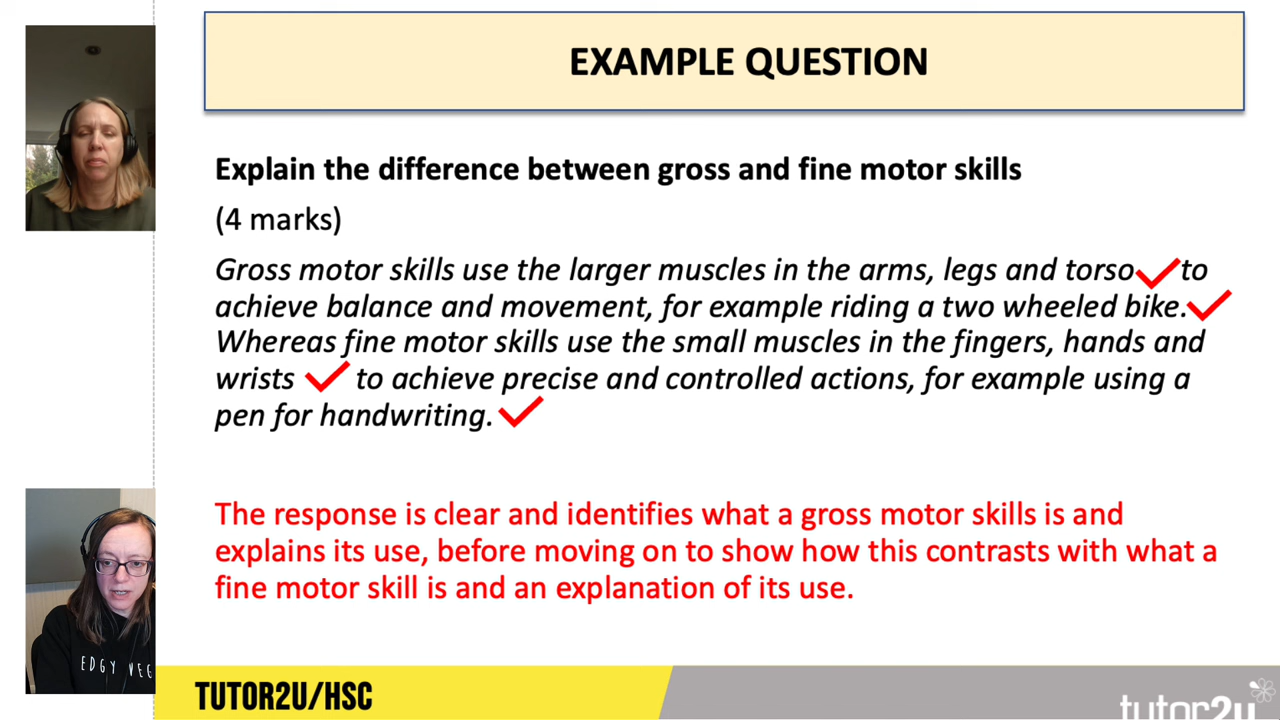 EXAMPLE QUESTION
Explain the difference between gross and fine motor skills
(4 marks)
Gross motor skills use the larger muscles in the arms, legs and torso to
achieve balance and movement, for example riding a two wheeled bike.
Whereas fine motor skills use the small muscles in the fingers, hands and
wrists to achieve precise and controlled actions, for example using a
pen for handwriting.
The response is clear and identifies what a gross motor skills is and
explains its use, before moving on to show how this contrasts with what a
fine motor skill is and an explanation of its use.
EDGY VEG
TUTOR2U/HSC
tutor2u